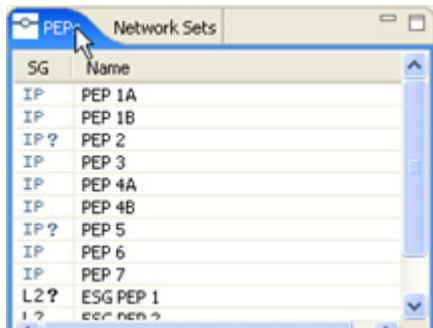 PEPs Network Sets
SG Name
IP PEP 1A
IP PEP 1B
IP? PEP 2
IP PEP 3
IP PEP 4A
IP PEP 4B
IP? PEP 5
IP PEP 6
IP PEP 7
L2? ESG PEP 1